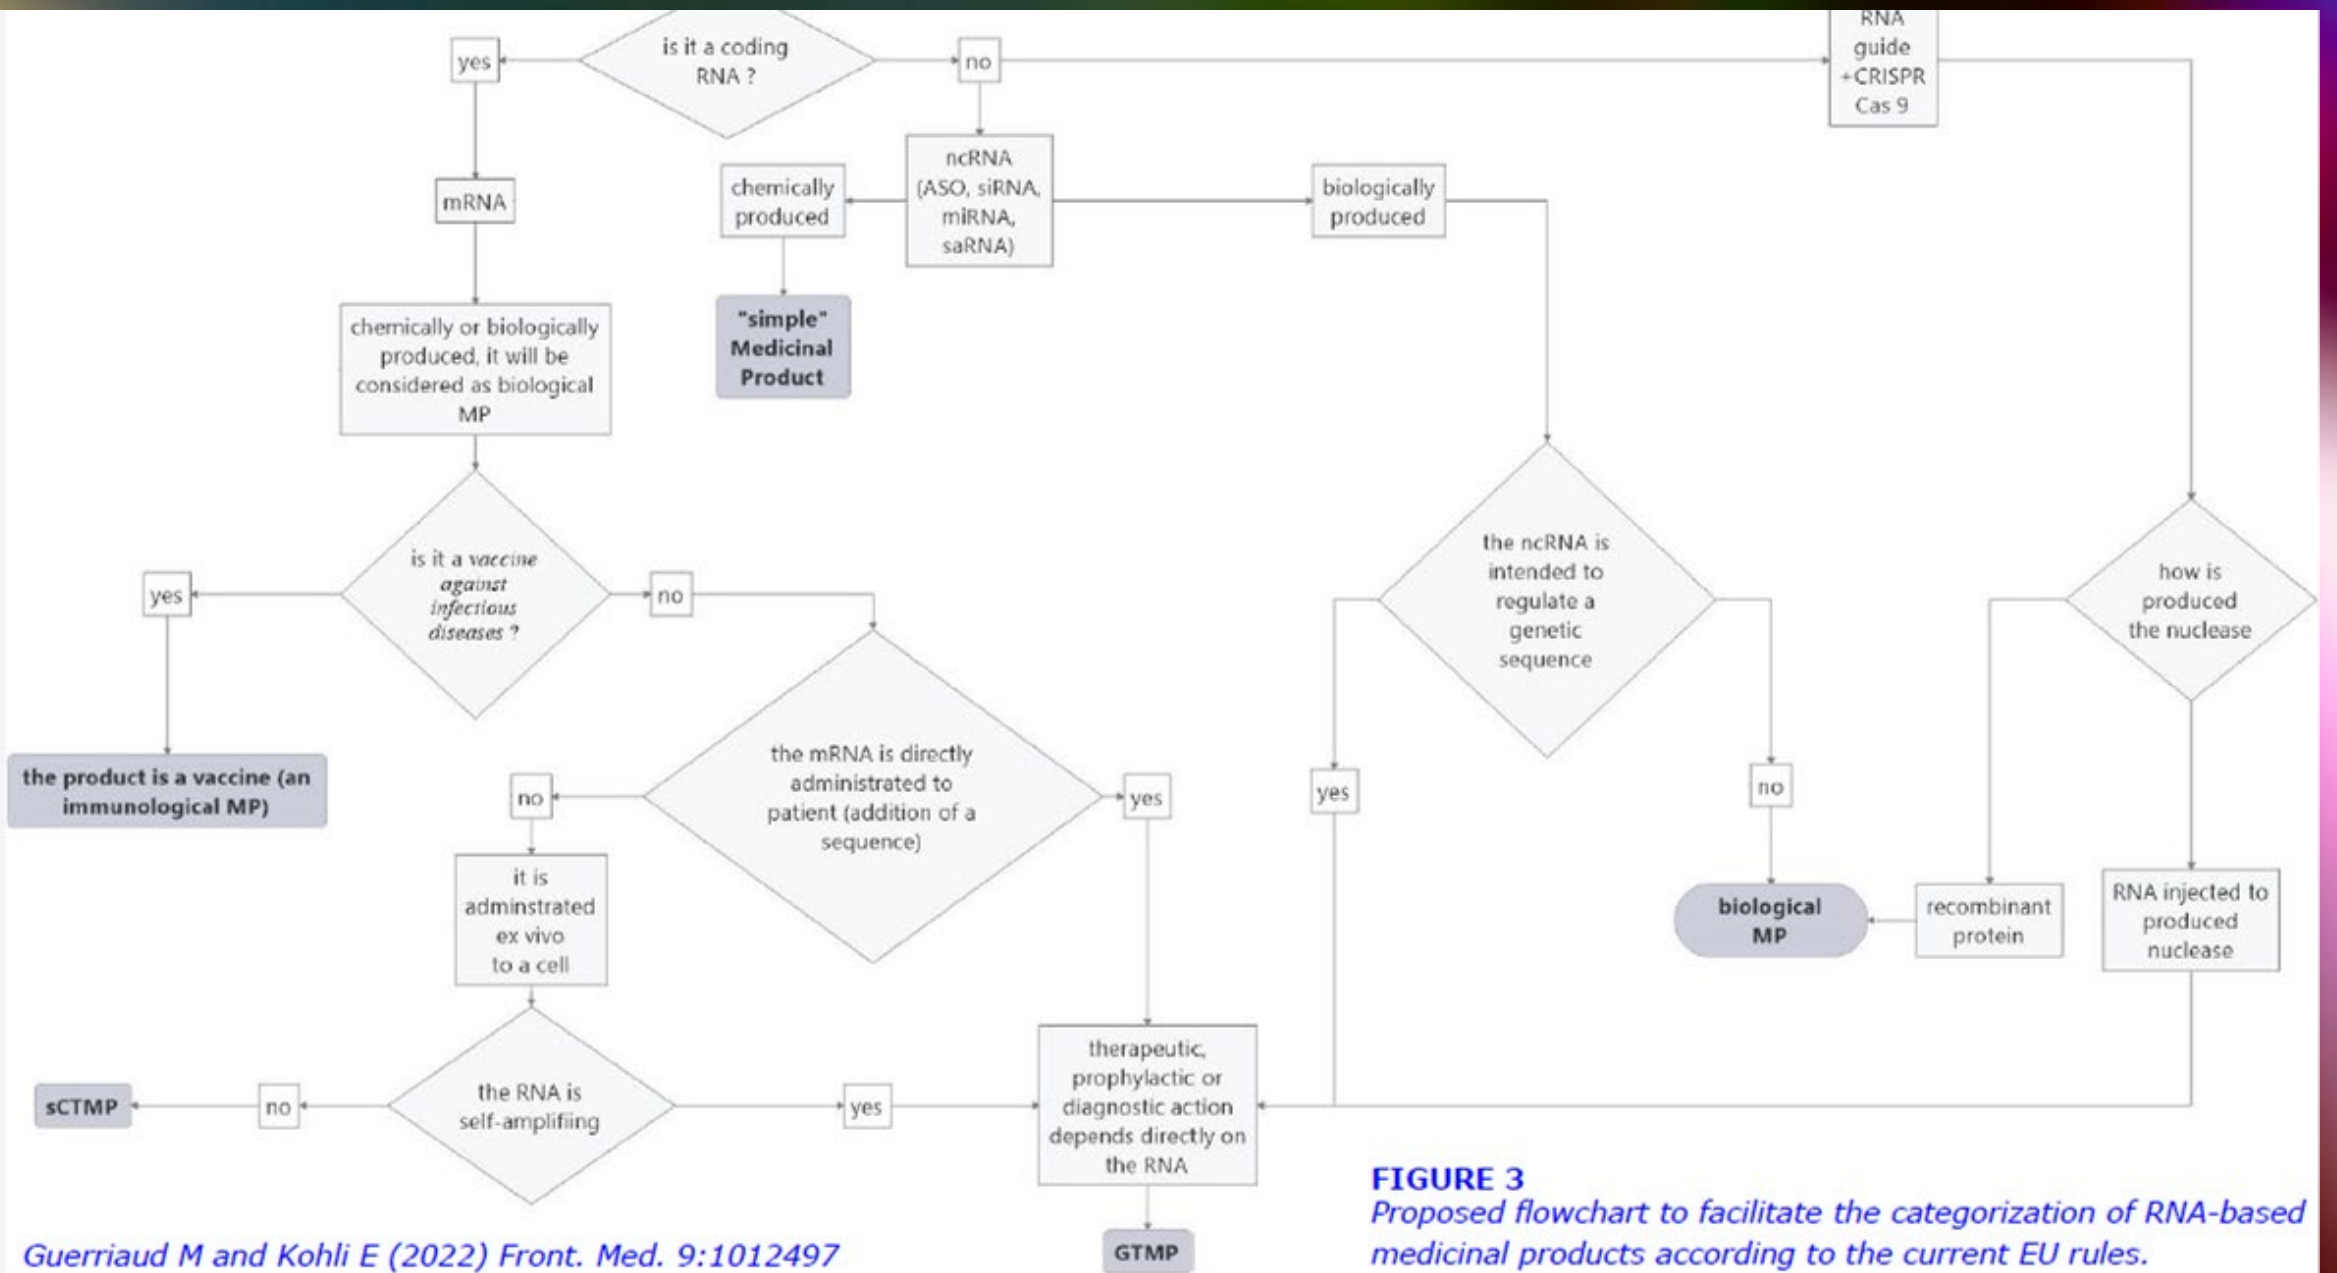 is it a coding
RNA ?
yes
no
RNA
guide
+CRISPR
Cas 9
mRNA
chemically
produced
ncRNA
(ASO, siRNA,
miRNA,
saRNA)
biologically
produced
"simple"
Medicinal
Product
chemically or biologically
produced, it will be
considered as biological
MP
is it a vaccine
against
infectious
diseases ?
yes
no
the ncRNA is
intended to
regulate a
genetic
sequence
how is
produced
the nuclease
the product is a vaccine (an
immunological MP)
the mRNA is directly
administrated to
patient (addition of a
sequence)
no
yes
yes
no
it is
adminstrated
ex vivo
to a cell
biological
MP
recombinant
protein
RNA injected to
produced
nuclease
sCTMP
no
the RNA is
self-amplifiing
yes
therapeutic,
prophylactic or
diagnostic action
depends directly on
the RNA
GTMP
FIGURE 3
Proposed flowchart to facilitate the categorization of RNA-based
medicinal products according to the current EU rules.
Guerriaud M and Kohli E (2022) Front. Med. 9:1012497